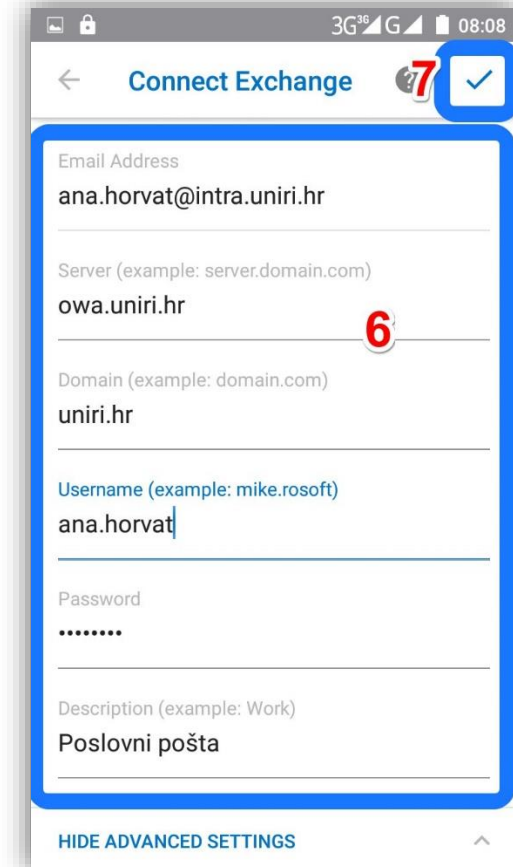 3G 3G G 08:08
Connect Exchange ? 7
Email Address
ana.horvat@intra.uniri.hr
Server (example: server.domain.com)
owa.uniri.hr
6
Domain (example: domain.com)
uniri.hr
Username (example: mike.rosoft)
ana.horvat
Password
••••••••
Description (example: Work)
Poslovni pošta
HIDE ADVANCED SETTINGS